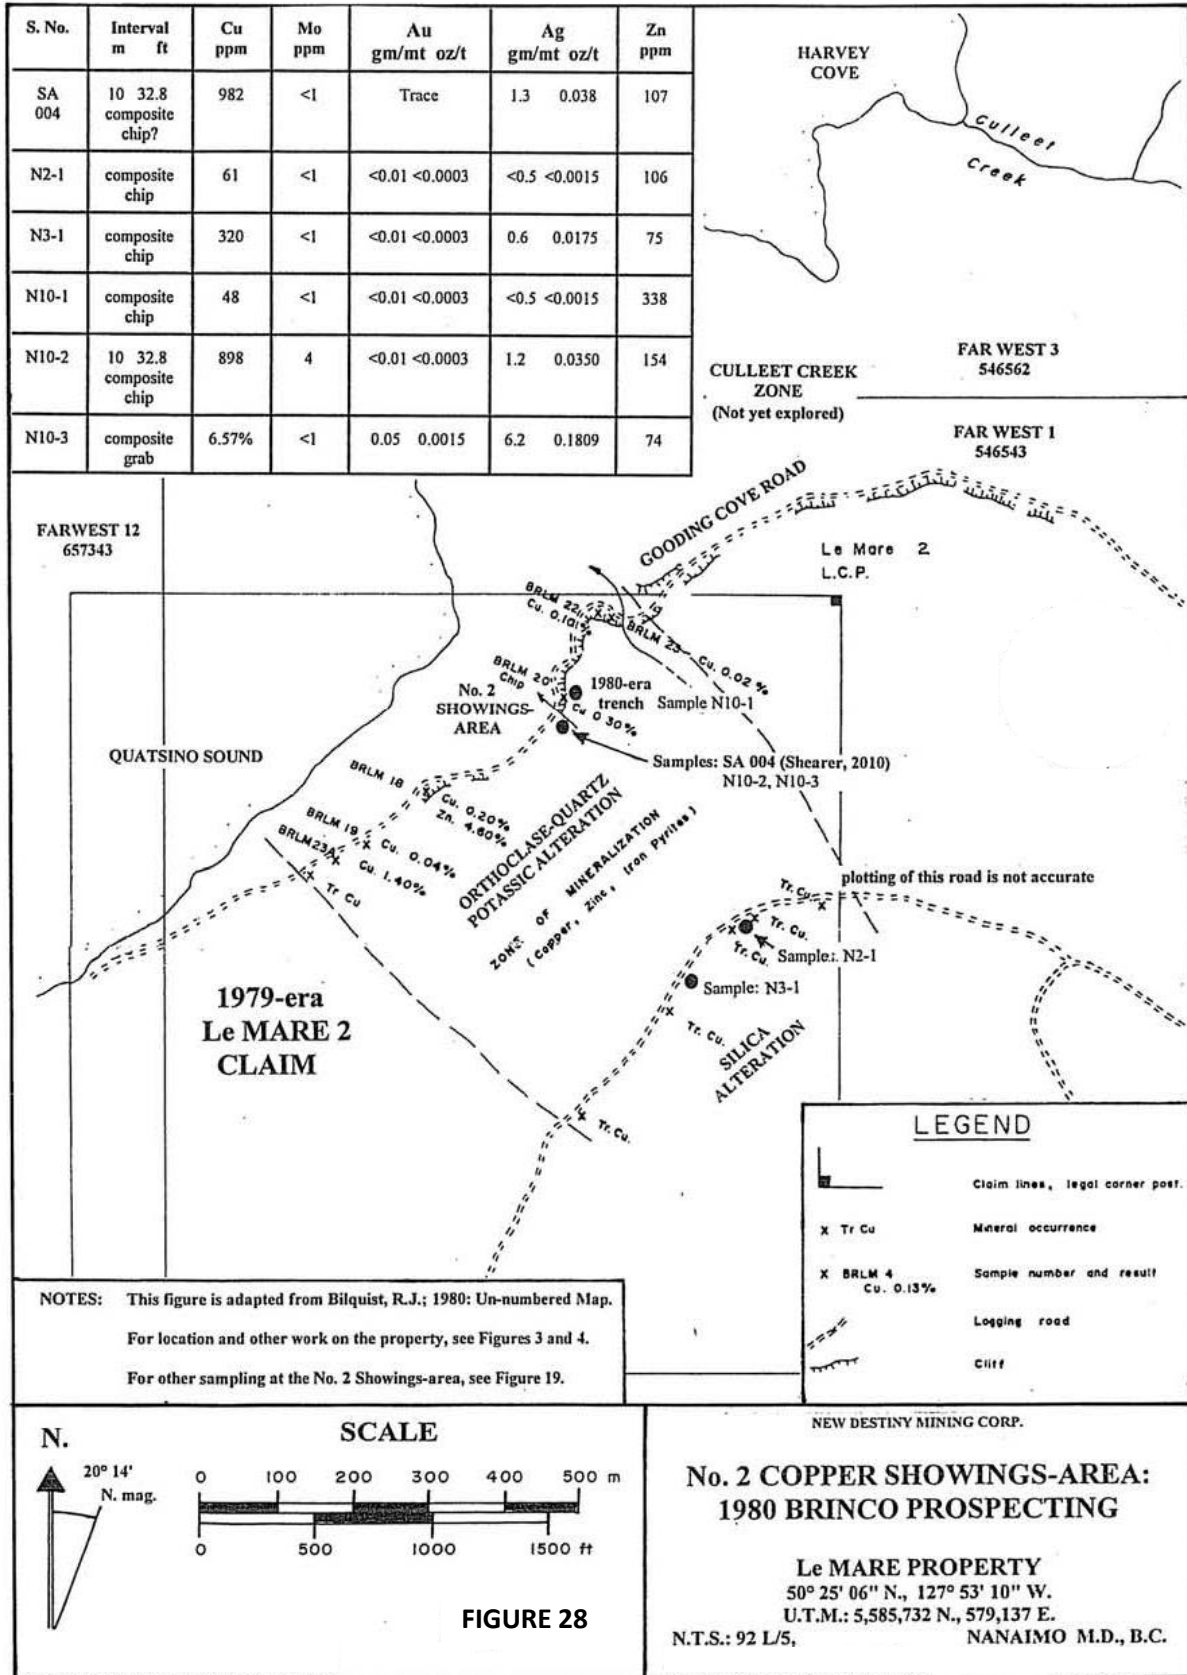 S. No. Interval m ft Cu ppm Mo ppm Au gm/mt oz/t Ag gm/mt oz/t Zn ppm
SA 004 10 32.8 composite chip? 982 <1 Trace 1.3 0.038 107
N2-1 composite chip 61 <1 <0.01 <0.0003 <0.5 <0.0015 106
N3-1 composite chip 320 <1 <0.01 <0.0003 0.6 0.0175 75
N10-1 composite chip 48 <1 <0.01 <0.0003 <0.5 <0.0015 338
N10-2 10 32.8 composite chip 898 4 <0.01 <0.0003 1.2 0.0350 154
N10-3 composite grab 6.57% <1 0.05 0.0015 6.2 0.1809 74
HARVEY
COVE
Culleet
Creek
FAR WEST 3
546562
CULLEET CREEK
ZONE
(Not yet explored)
FAR WEST 1
546543
FARWEST 12
657343
GOODING COVE ROAD
Le Mare 2
L.C.P.
BRLM 22
Cu. 0.101%
BRLM 23
Cu. 0.02%
BRLM 20
Chip
Cu 0.30%
1980-era
trench
Sample N10-1
No. 2
SHOWINGS-
AREA
QUATSINO SOUND
Samples: SA 004 (Shearer, 2010)
N10-2, N10-3
BRLM 18
Cu. 0.20%
Zn. 4.60%
BRLM 19
Cu. 0.04%
BRLM23A
Cu. 1.40%
Tr Cu
ORTHOCLASE-QUARTZ
POTASSIC ALTERATION
ZONE OF MINERALIZATION
(Copper, Zinc, Iron Pyrites)
plotting of this road is not accurate
Tr. Cu.
Tr. Cu.
Tr. Cu.
Sample: N2-1
Sample: N3-1
Tr. Cu.
SILICA
ALTERATION
Tr. Cu.
1979-era
Le MARE 2
CLAIM
LEGEND
Claim lines, legal corner post.
x Tr Cu Mineral occurrence
x BRLM 4 Sample number and result
Cu. 0.13%
Logging road
Cliff
NOTES: This figure is adapted from Bilquist, R.J.; 1980: Un-numbered Map.
For location and other work on the property, see Figures 3 and 4.
For other sampling at the No. 2 Showings-area, see Figure 19.
N.
20° 14'
N. mag.
SCALE
0 100 200 300 400 500 m
0 500 1000 1500 ft
FIGURE 28
NEW DESTINY MINING CORP.
No. 2 COPPER SHOWINGS-AREA:
1980 BRINCO PROSPECTING
Le MARE PROPERTY
50° 25' 06" N., 127° 53' 10" W.
U.T.M.: 5,585,732 N., 579,137 E.
N.T.S.: 92 L/5, NANAIMO M.D., B.C.